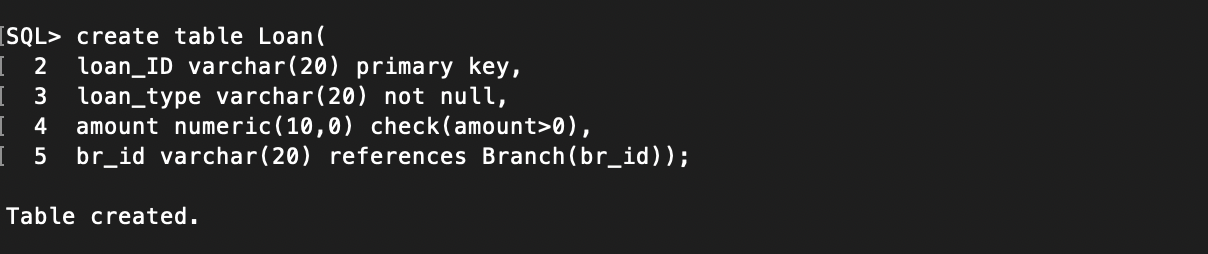 SQL> create table Loan(
2 loan_ID varchar(20) primary key,
3 loan_type varchar(20) not null,
4 amount numeric(10,0) check(amount>0),
5 br_id varchar(20) references Branch(br_id));
Table created.